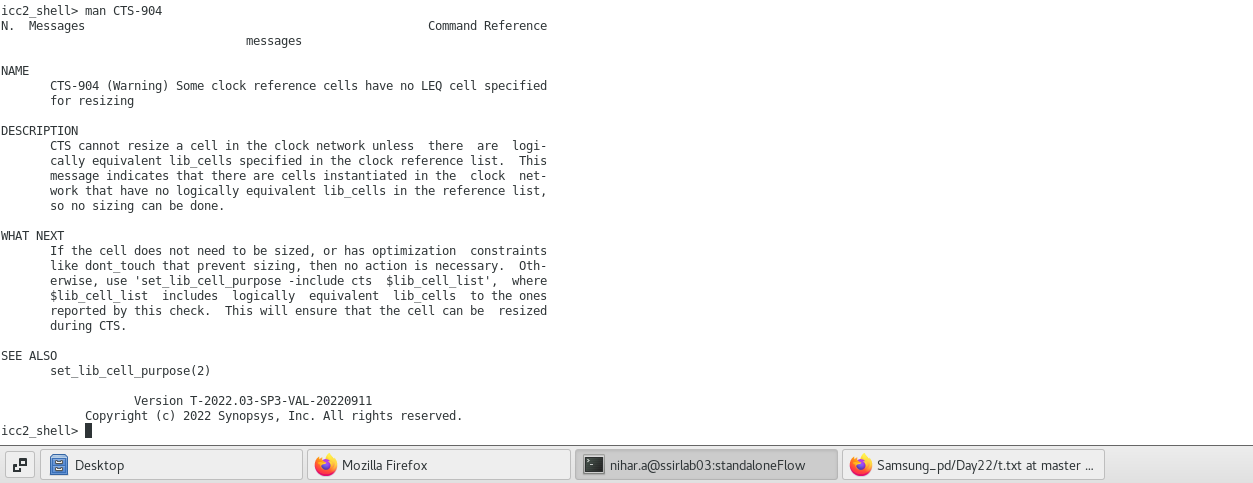 icc2_shell> man CTS-904
N.  Messages                                                 Command Reference
                                   messages
NAME
       CTS-904 (Warning) Some clock reference cells have no LEQ cell specified
       for resizing
DESCRIPTION
       CTS cannot resize a cell in the clock network unless  there  are  logi-
       cally equivalent lib_cells specified in the clock reference list.  This
       message indicates that there are cells instantiated in the  clock  net-
       work that have no logically equivalent lib_cells in the reference list,
       so no sizing can be done.
WHAT NEXT
       If the cell does not need to be sized, or has optimization  constraints
       like dont_touch that prevent sizing, then no action is necessary.  Oth-
       erwise, use 'set_lib_cell_purpose -include cts  $lib_cell_list',  where
       $lib_cell_list  includes  logically  equivalent  lib_cells  to the ones
       reported by this check.  This will ensure that the cell can be  resized
       during CTS.
SEE ALSO
       set_lib_cell_purpose(2)
                   Version T-2022.03-SP3-VAL-20220911
            Copyright (c) 2022 Synopsys, Inc. All rights reserved.
icc2_shell>
Desktop
Mozilla Firefox
nihar.a@ssirlab03:standaloneFlow
Samsung_pd/Day22/t.txt at master ...